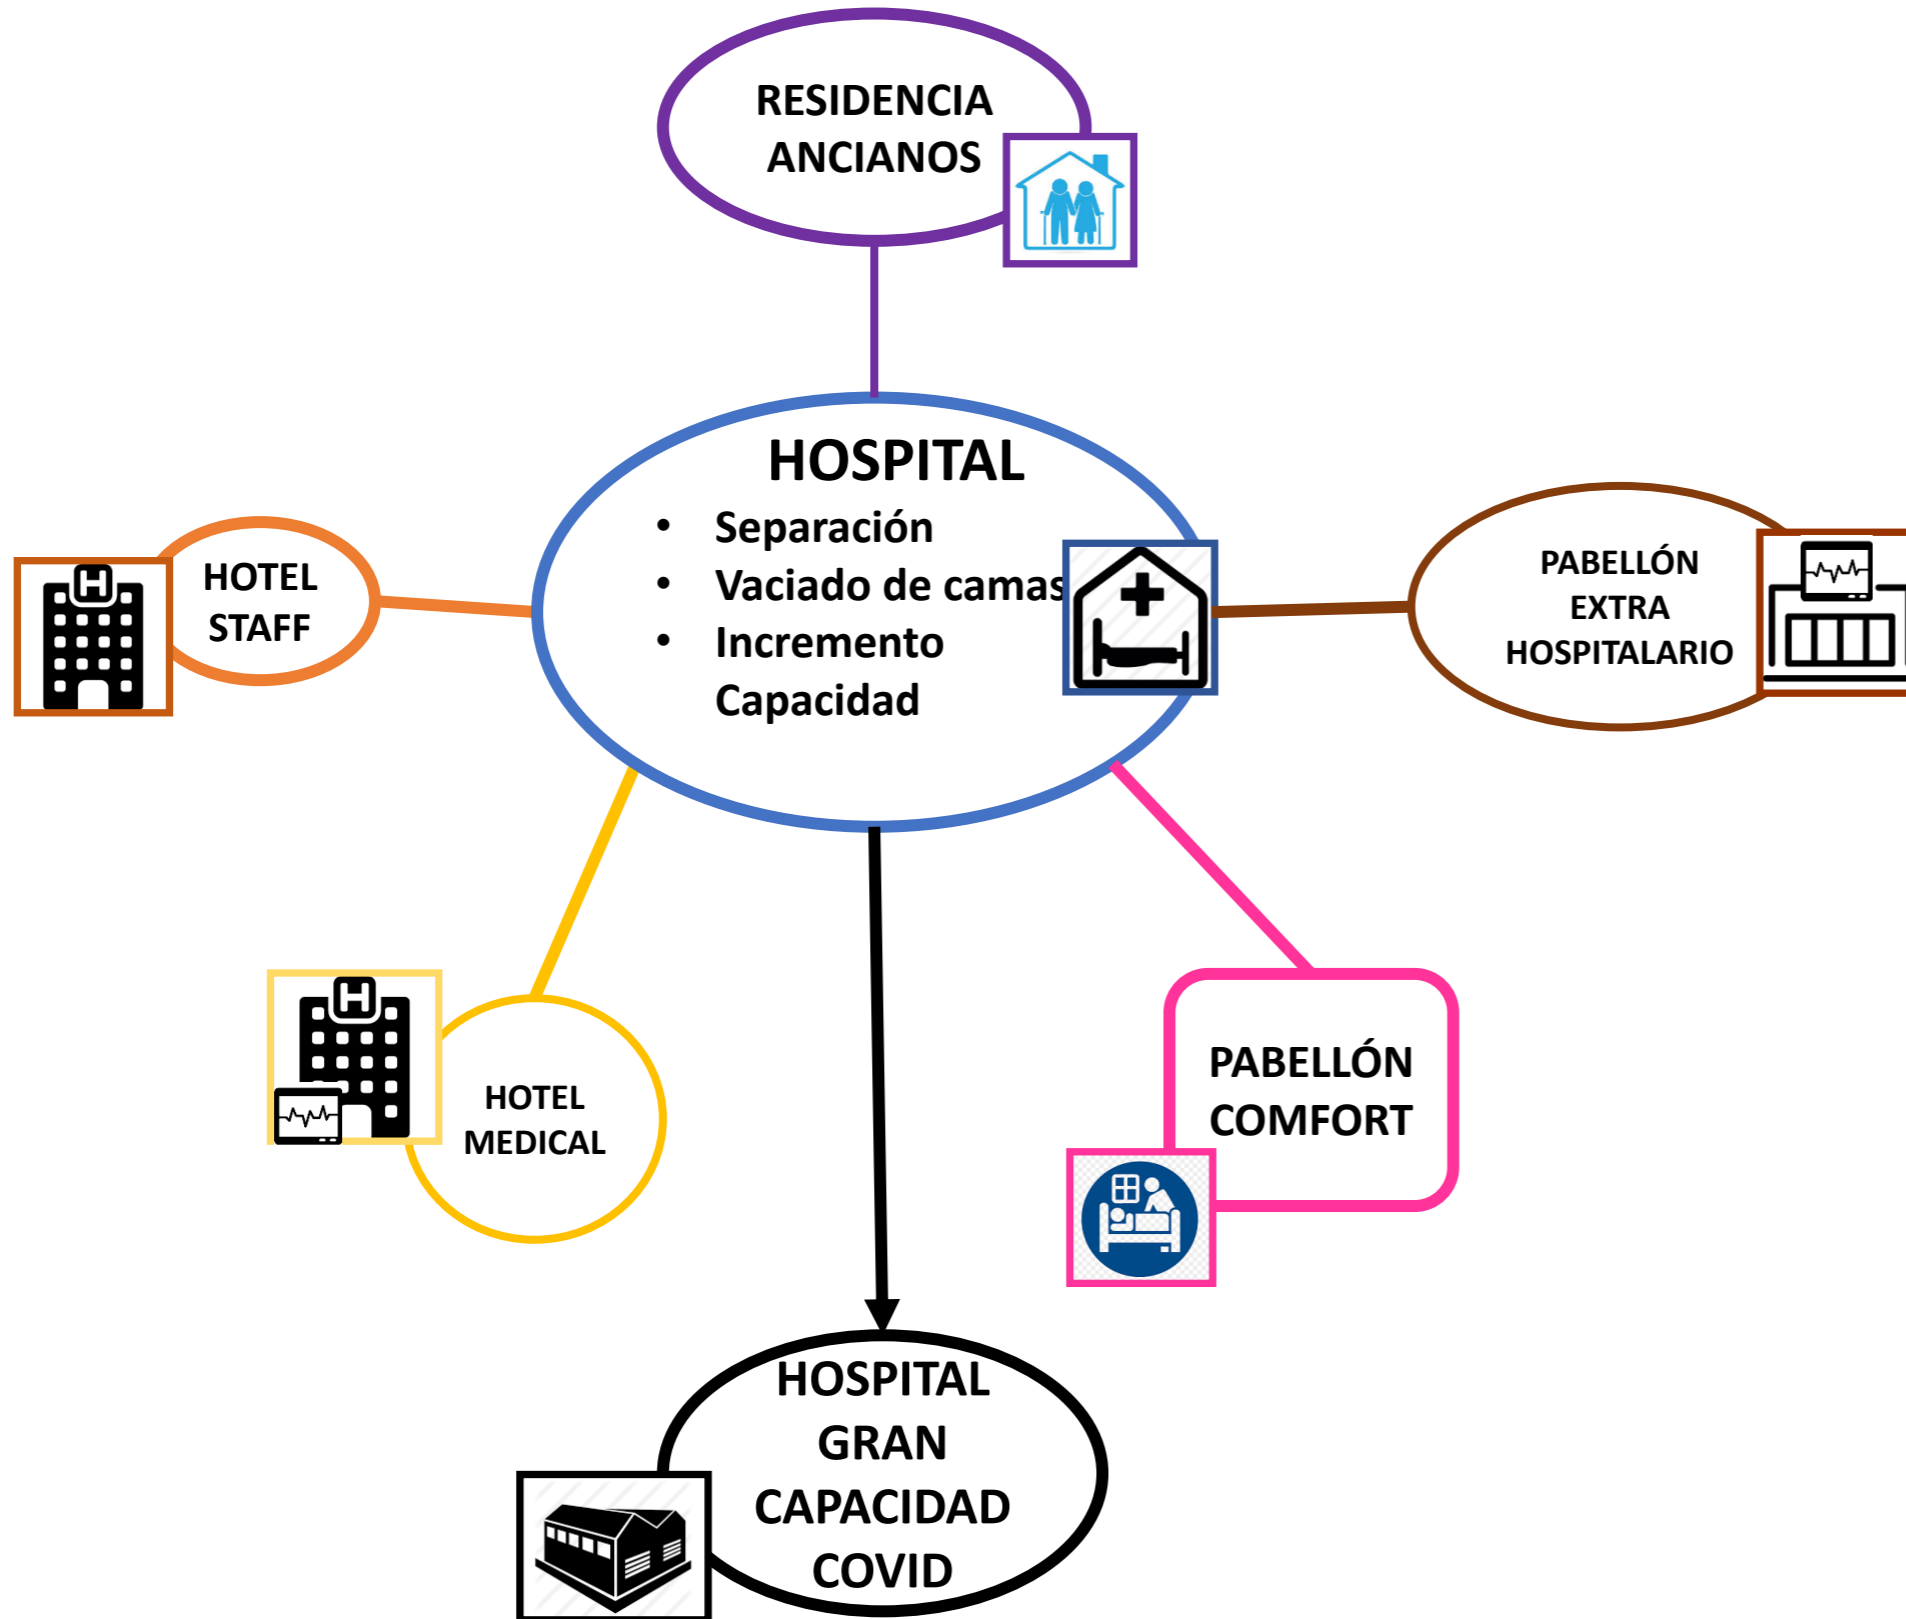 RESIDENCIA
ANCIANOS
HOSPITAL
• Separación
• Vaciado de camas
• Incremento
Capacidad
HOTEL
STAFF
PABELLÓN
EXTRA
HOSPITALARIO
HOTEL
MEDICAL
PABELLÓN
COMFORT
HOSPITAL
GRAN
CAPACIDAD
COVID
H
H